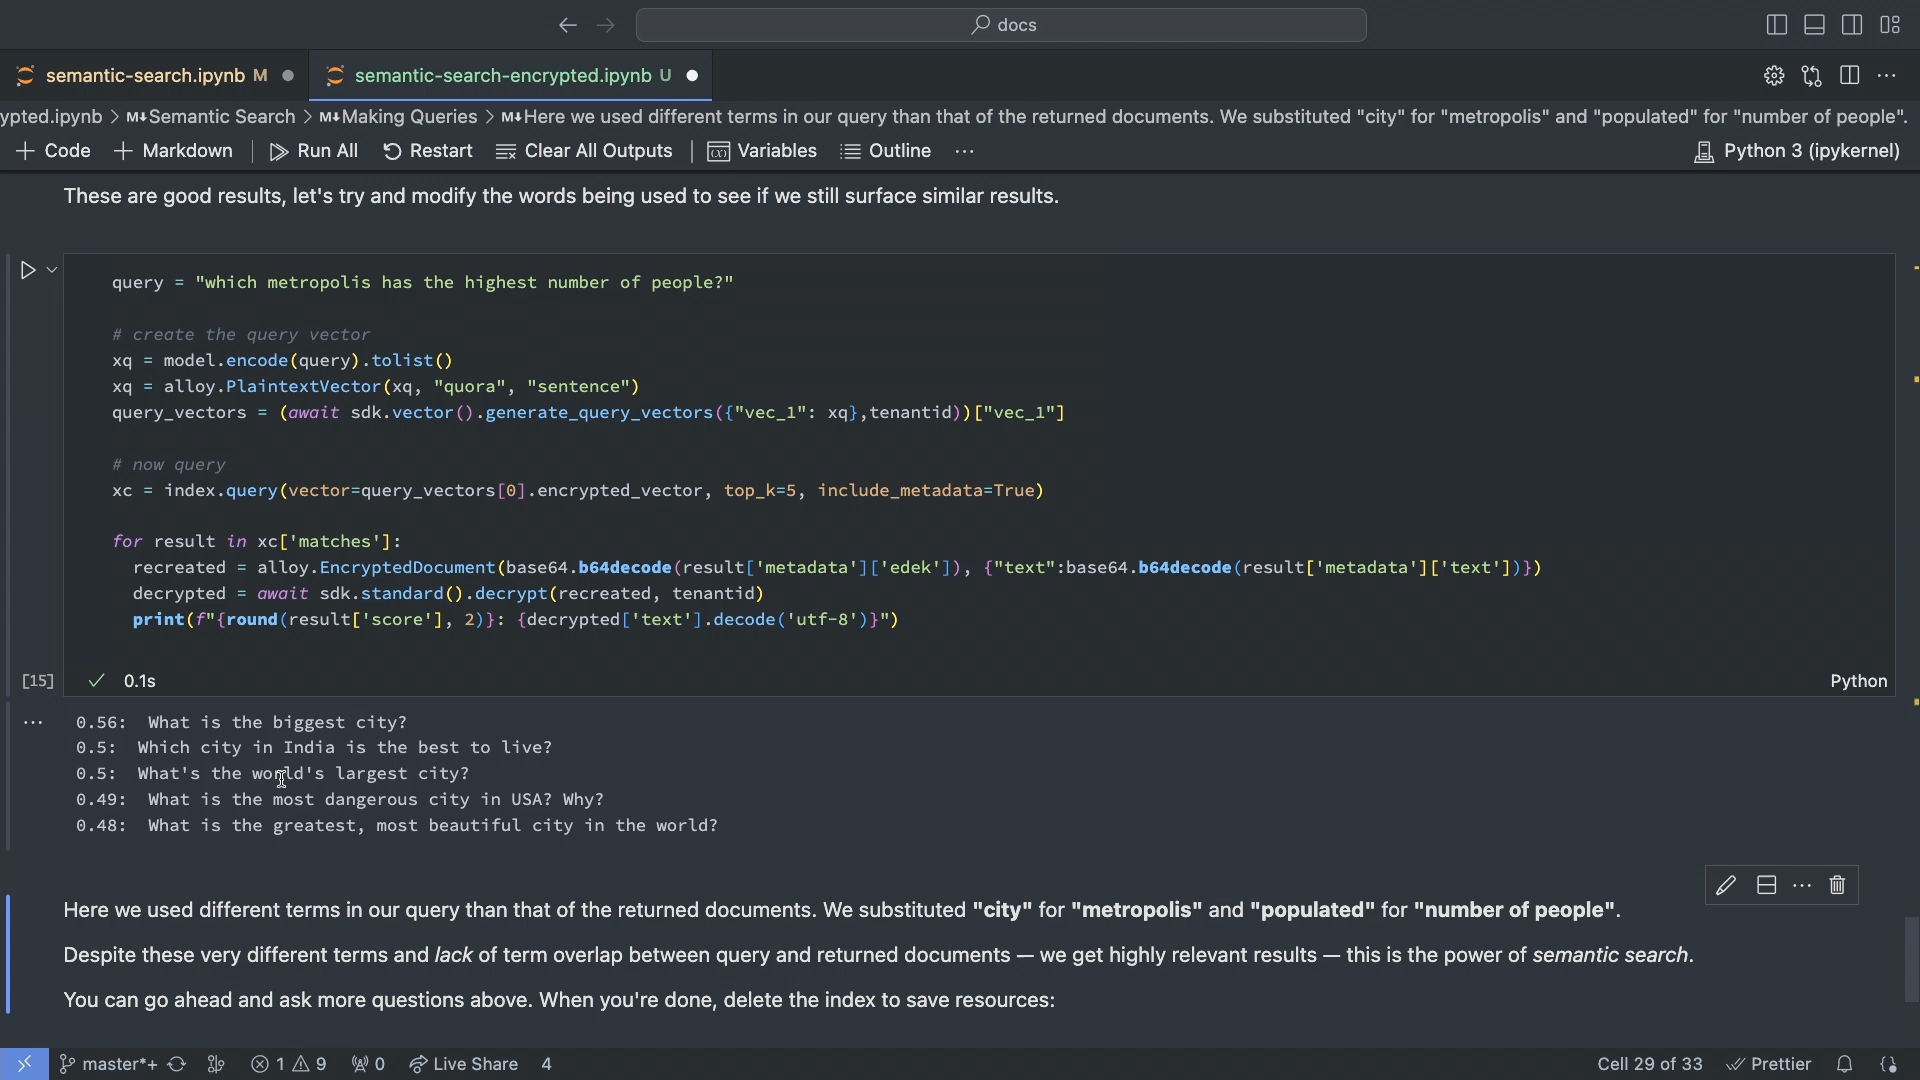 docs
semantic-search.ipynb M
semantic-search-encrypted.ipynb U
ypted.ipynb > M↓Semantic Search > M↓Making Queries > M↓Here we used different terms in our query than that of the returned documents. We substituted "city" for "metropolis" and "populated" for "number of people".
+ Code + Markdown Run All Restart Clear All Outputs (x) Variables Outline ... Python 3 (ipykernel)
These are good results, let's try and modify the words being used to see if we still surface similar results.
query = "which metropolis has the highest number of people?"
# create the query vector
xq = model.encode(query).tolist()
xq = alloy.PlaintextVector(xq, "quora", "sentence")
query_vectors = (await sdk.vector().generate_query_vectors({"vec_1": xq},tenantid))["vec_1"]
# now query
xc = index.query(vector=query_vectors[0].encrypted_vector, top_k=5, include_metadata=True)
for result in xc['matches']:
recreated = alloy.EncryptedDocument(base64.b64decode(result['metadata']['edek']), {"text":base64.b64decode(result['metadata']['text'])})
decrypted = await sdk.standard().decrypt(recreated, tenantid)
print(f"{round(result['score'], 2)}: {decrypted['text'].decode('utf-8')}")
[15] ✓ 0.1s Python
0.56: What is the biggest city?
0.5: Which city in India is the best to live?
0.5: What's the world's largest city?
0.49: What is the most dangerous city in USA? Why?
0.48: What is the greatest, most beautiful city in the world?
Here we used different terms in our query than that of the returned documents. We substituted "city" for "metropolis" and "populated" for "number of people".
Despite these very different terms and lack of term overlap between query and returned documents — we get highly relevant results — this is the power of semantic search.
You can go ahead and ask more questions above. When you're done, delete the index to save resources:
master*+ 1 9 0 Live Share 4 Cell 29 of 33 Prettier